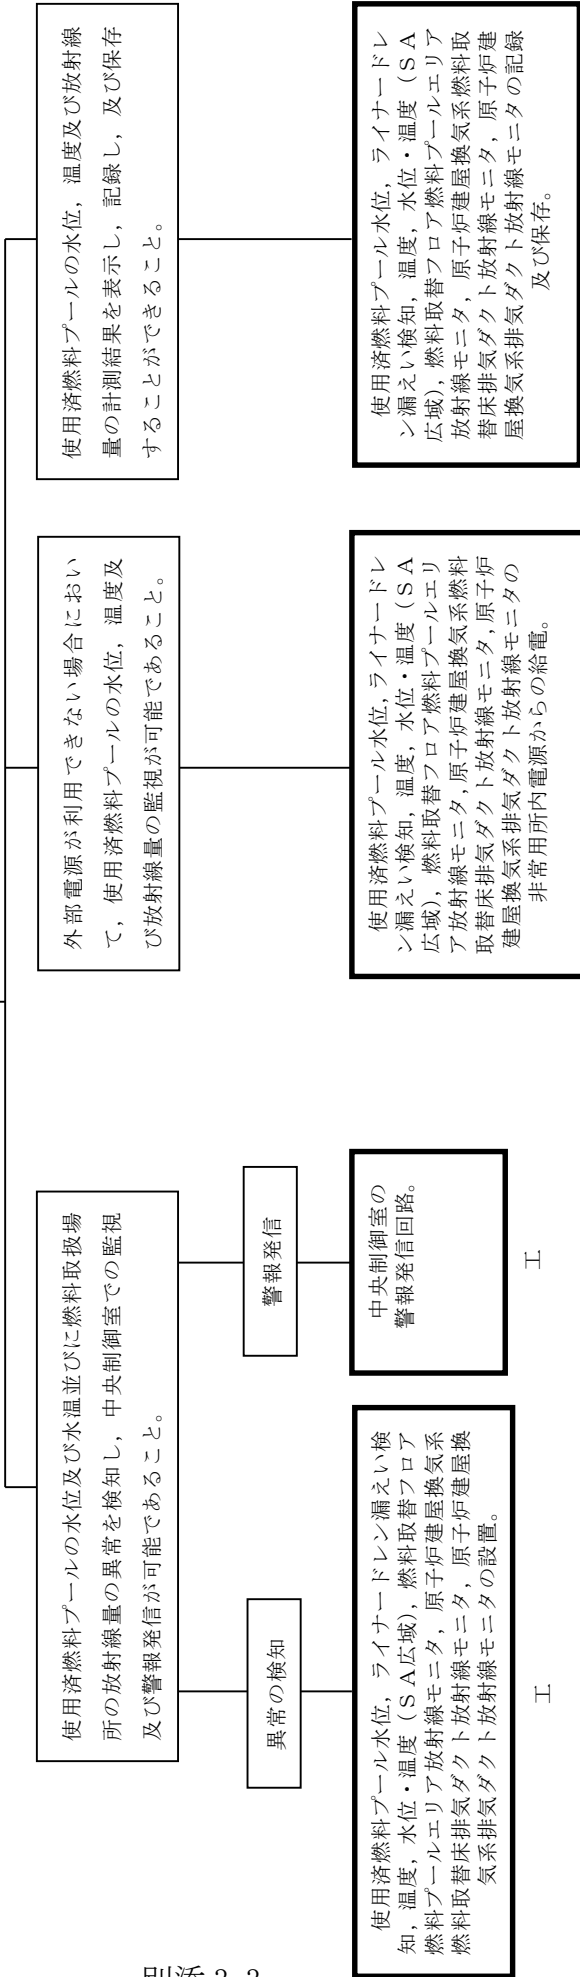 使用済燃料プールの水位及び水温並びに燃料取扱場
所の放射線量の異常を検知し，中央制御室での監視
及び警報発信が可能であること。
異常の検知
使用済燃料プール水位，ライナードレン漏えい検
知，温度，水位・温度（ＳＡ広域），燃料取替フロア
燃料プールエリア放射線モニタ，原子炉建屋換気系
燃料取替床排気ダクト放射線モニタ，原子炉建屋換
気系排気ダクト放射線モニタの設置。
工
警報発信
中央制御室の
警報発信回路。
工
外部電源が利用できない場合におい
て，使用済燃料プールの水位，温度及
び放射線量の監視が可能であること。
使用済燃料プール水位，ライナードレ
ン漏えい検知，温度，水位・温度（ＳＡ
広域），燃料取替フロア燃料プールエリ
ア放射線モニタ，原子炉建屋換気系燃料
取替床排気ダクト放射線モニタ，原子炉
建屋換気系排気ダクト放射線モニタの
非常用所内電源からの給電。
使用済燃料プールの水位，温度及び放射線
量の計測結果を表示し，記録し，及び保存
することができること。
使用済燃料プール水位，ライナードレ
ン漏えい検知，温度，水位・温度（ＳＡ
広域），燃料取替フロア燃料プールエリア
放射線モニタ，原子炉建屋換気系燃料取
替床排気ダクト放射線モニタ，原子炉建
屋換気系排気ダクト放射線モニタの記録
及び保存。